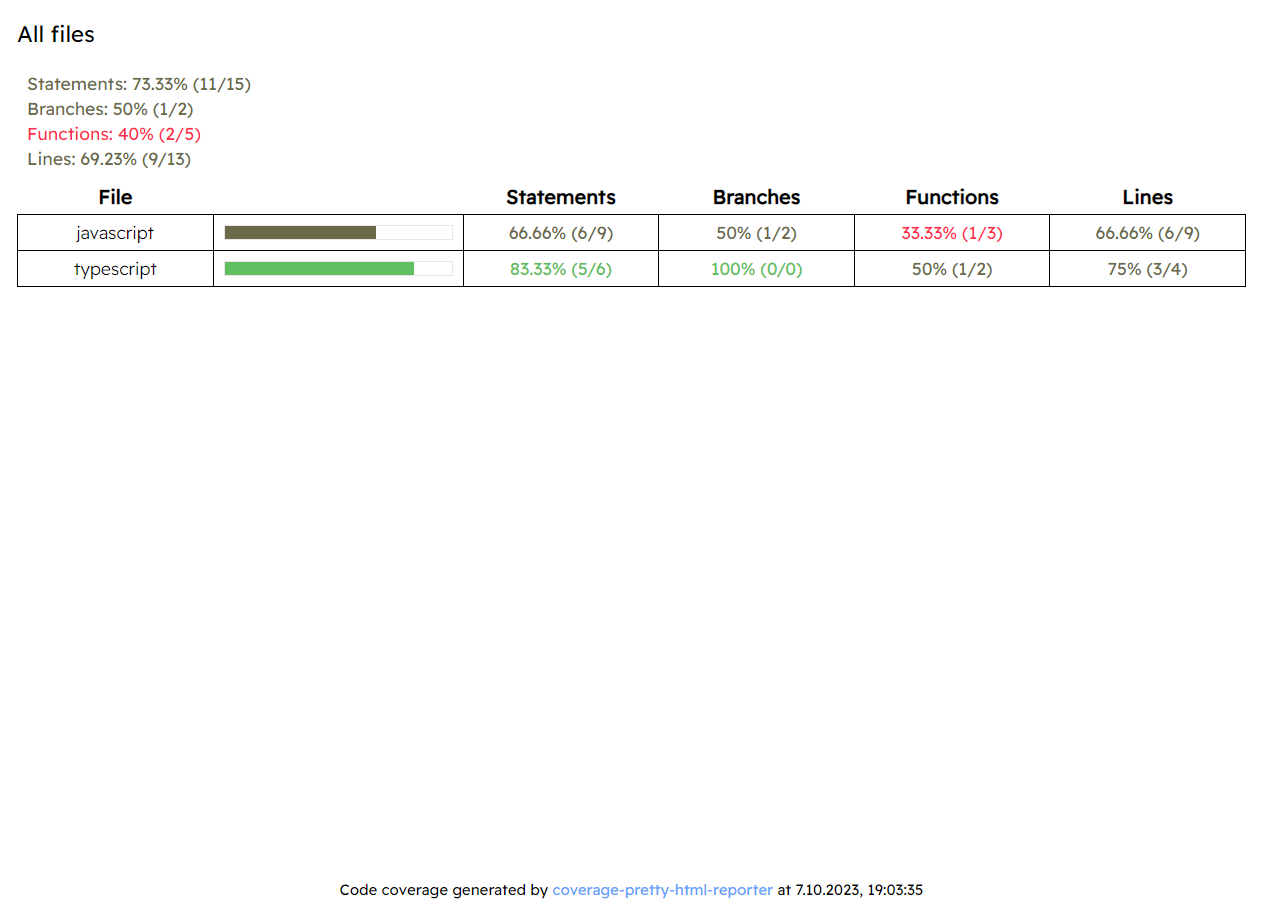 All files
Statements: 73.33% (11/15)
Branches: 50% (1/2)
Functions: 40% (2/5)
Lines: 69.23% (9/13)
File Statements Branches Functions Lines
javascript 66.66% (6/9) 50% (1/2) 33.33% (1/3) 66.66% (6/9)
typescript 83.33% (5/6) 100% (0/0) 50% (1/2) 75% (3/4)
Code coverage generated by coverage-pretty-html-reporter at 7.10.2023, 19:03:35